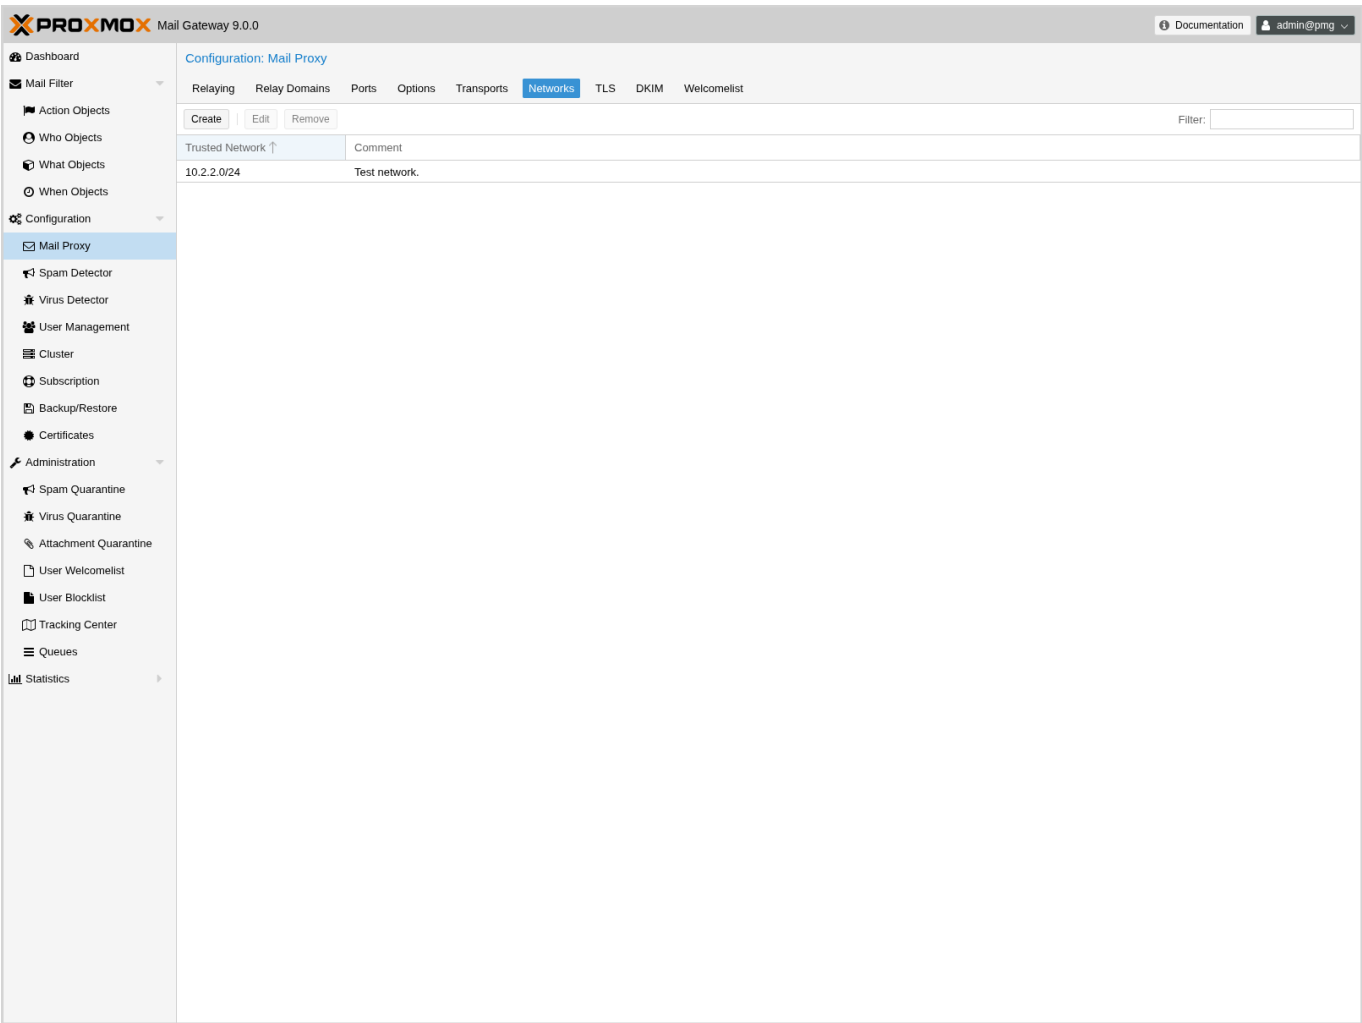 PROXMOX Mail Gateway 9.0.0
Documentation
admin@pmg
Dashboard
Mail Filter
Action Objects
Who Objects
What Objects
When Objects
Configuration
Mail Proxy
Spam Detector
Virus Detector
User Management
Cluster
Subscription
Backup/Restore
Certificates
Administration
Spam Quarantine
Virus Quarantine
Attachment Quarantine
User Welcomelist
User Blocklist
Tracking Center
Queues
Statistics
Configuration: Mail Proxy
Relaying Relay Domains Ports Options Transports Networks TLS DKIM Welcomelist
Create Edit Remove Filter:
Trusted Network Comment
10.2.2.0/24 Test network.